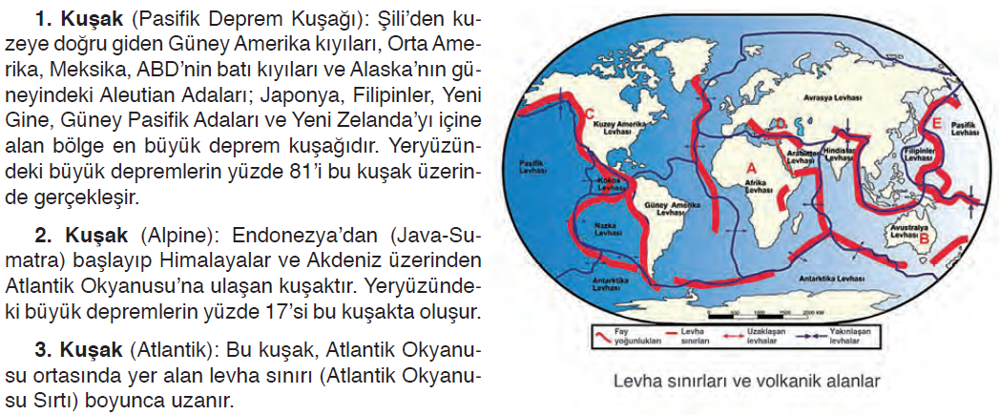 1. Kuşak (Pasifik Deprem Kuşağı): Şili’den ku-
zeye doğru giden Güney Amerika kıyıları, Orta Ame-
rika, Meksika, ABD’nin batı kıyıları ve Alaska’nın gü-
neyindeki Aleutian Adaları; Japonya, Filipinler, Yeni
Gine, Güney Pasifik Adaları ve Yeni Zelanda’yı içine
alan bölge en büyük deprem kuşağıdır. Yeryüzün-
deki büyük depremlerin yüzde 81’i bu kuşak üzerin-
de gerçekleşir.
2. Kuşak (Alpine): Endonezya’dan (Java-Su-
matra) başlayıp Himalayalar ve Akdeniz üzerinden
Atlantik Okyanusu’na ulaşan kuşaktır. Yeryüzünde-
ki büyük depremlerin yüzde 17’si bu kuşakta oluşur.
3. Kuşak (Atlantik): Bu kuşak, Atlantik Okyanu-
su ortasında yer alan levha sınırı (Atlantik Okyanu-
su Sırtı) boyunca uzanır.
Avrasya Levhası
C
Kuzey Amerika
Levhası
D
E
Pasifik
Levhası
Pasifik
Levhası
Kokos
Levhası
A
Afrika
Levhası
Arabistan
Levhası
Hindistan
Levhası
Filipinler
Levhası
Güney Amerika
Levhası
Nazka
Levhası
Avustralya
Levhası
B
Antarktika
Levhası
Antarktika Levhası
0 500 1000 1500 2000 KM
Fay
yoğunlukları
Levha
sınırları
Uzaklaşan
levhalar
Yakınlaşan
levhalar
Levha sınırları ve volkanik alanlar